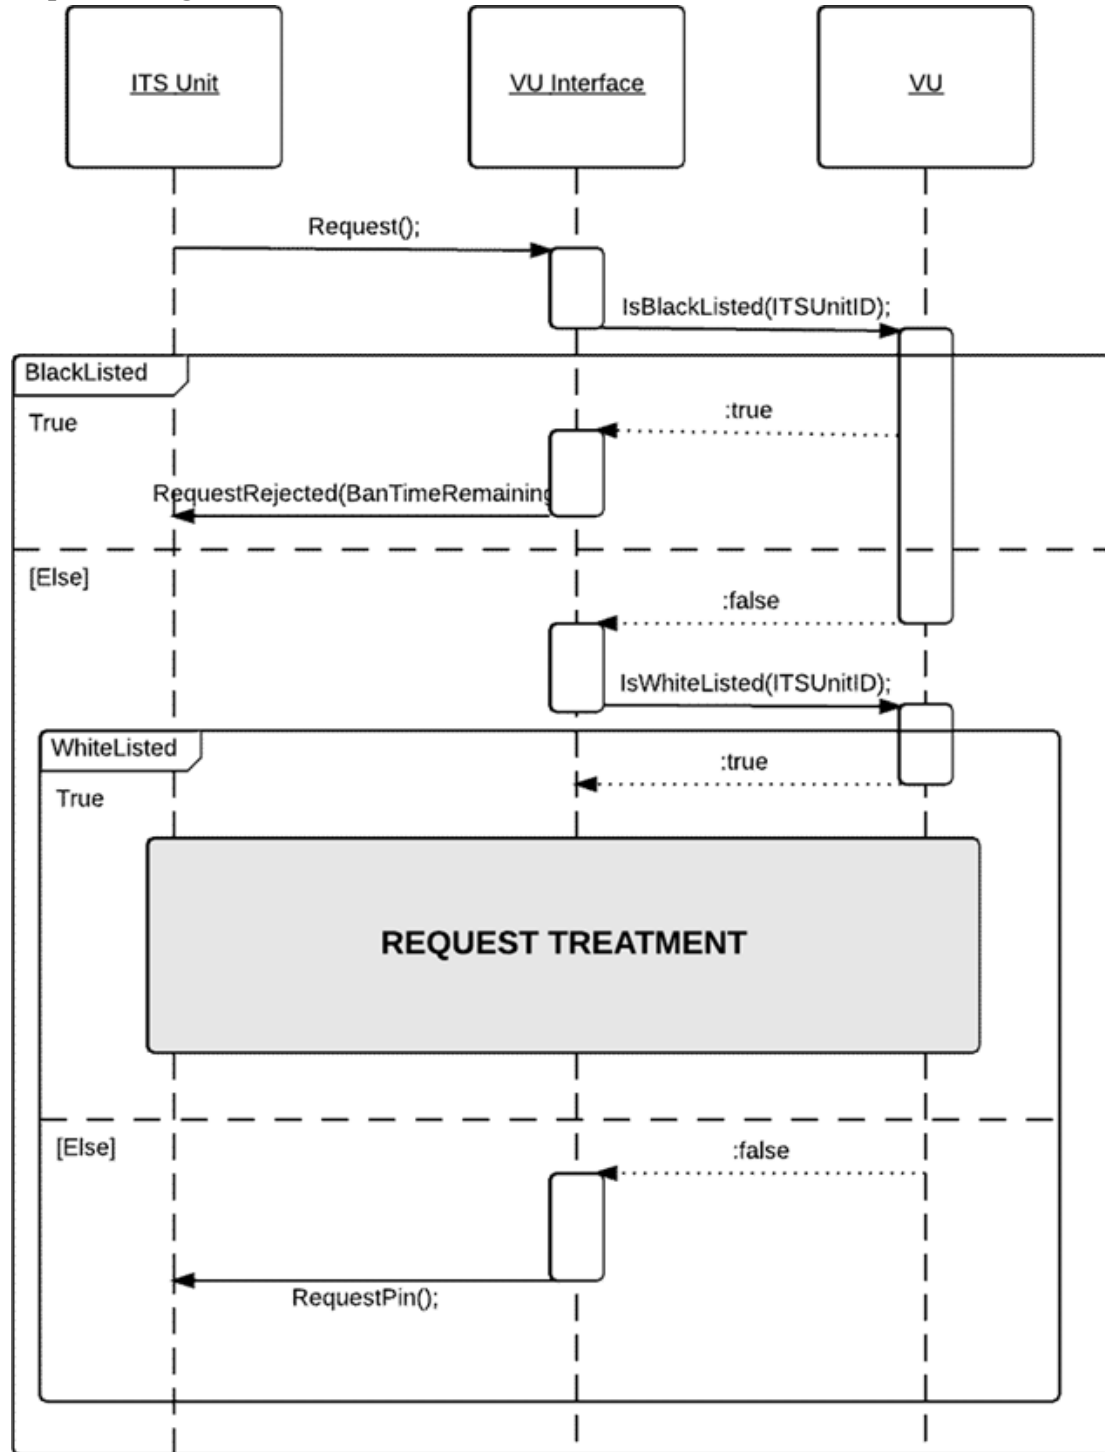 ITS Unit
VU Interface
VU
Request();
IsBlackListed(ITSUnitID);
BlackListed
True
:true
RequestRejected(BanTimeRemaining
[Else]
:false
IsWhiteListed(ITSUnitID);
WhiteListed
:true
True
REQUEST TREATMENT
[Else]
:false
RequestPin();